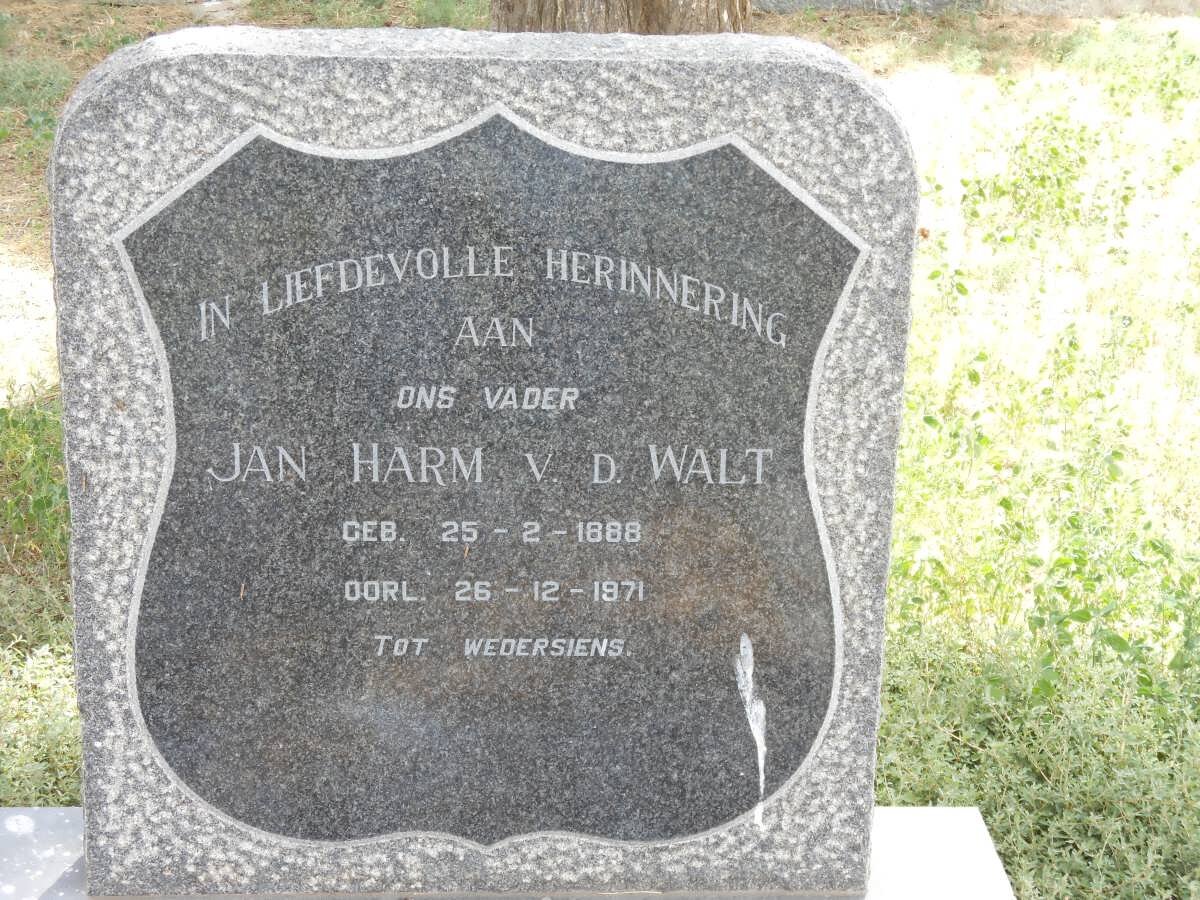 IN LIEFDEVOLLE HERINNERING
AAN
ONS VADER
JAN HARM V. D. WALT
GEB. 25-2-1888
OORL. 26-12-1971
TOT WEDERSIENS.